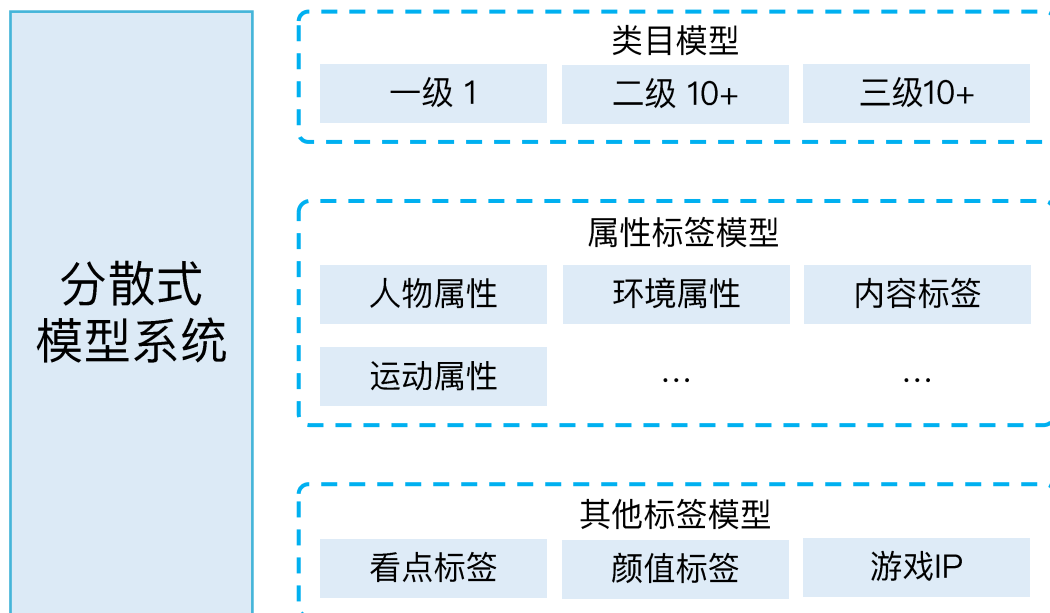 分散式
模型系统
类目模型
一级 1
二级 10+
三级10+
属性标签模型
人物属性
环境属性
内容标签
运动属性
...
...
其他标签模型
看点标签
颜值标签
游戏IP